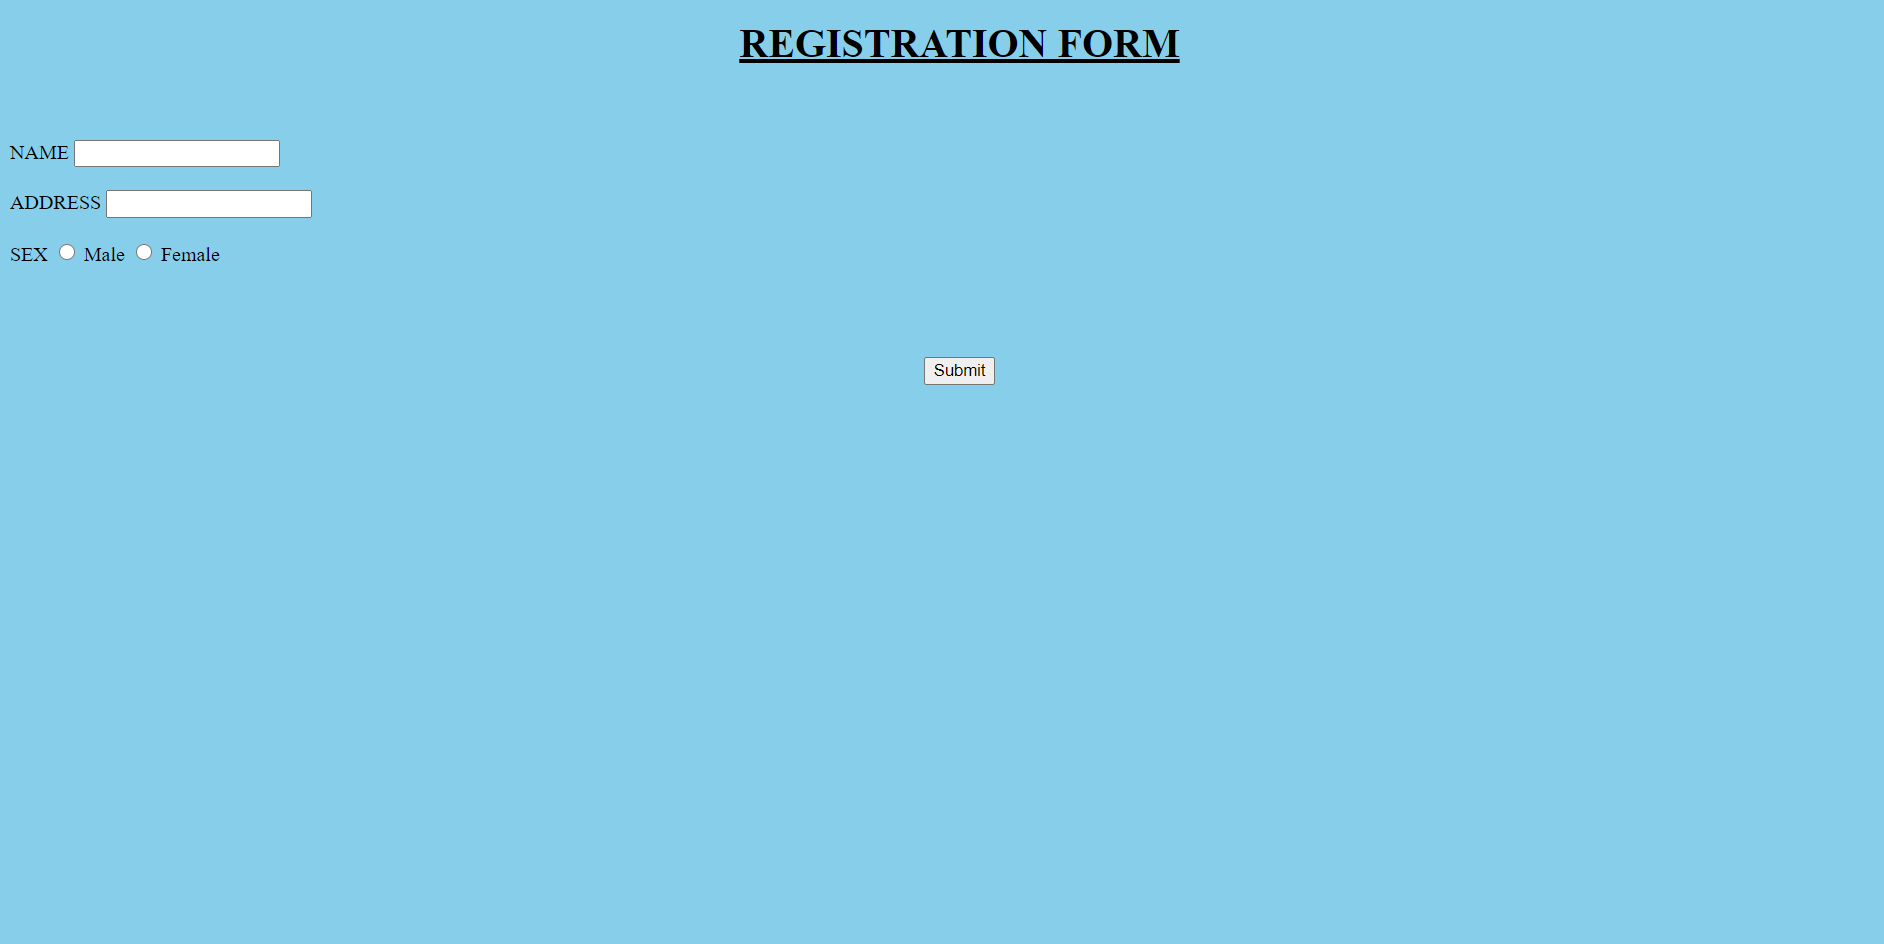 REGISTRATION FORM
NAME
ADDRESS
SEX Male Female
Submit